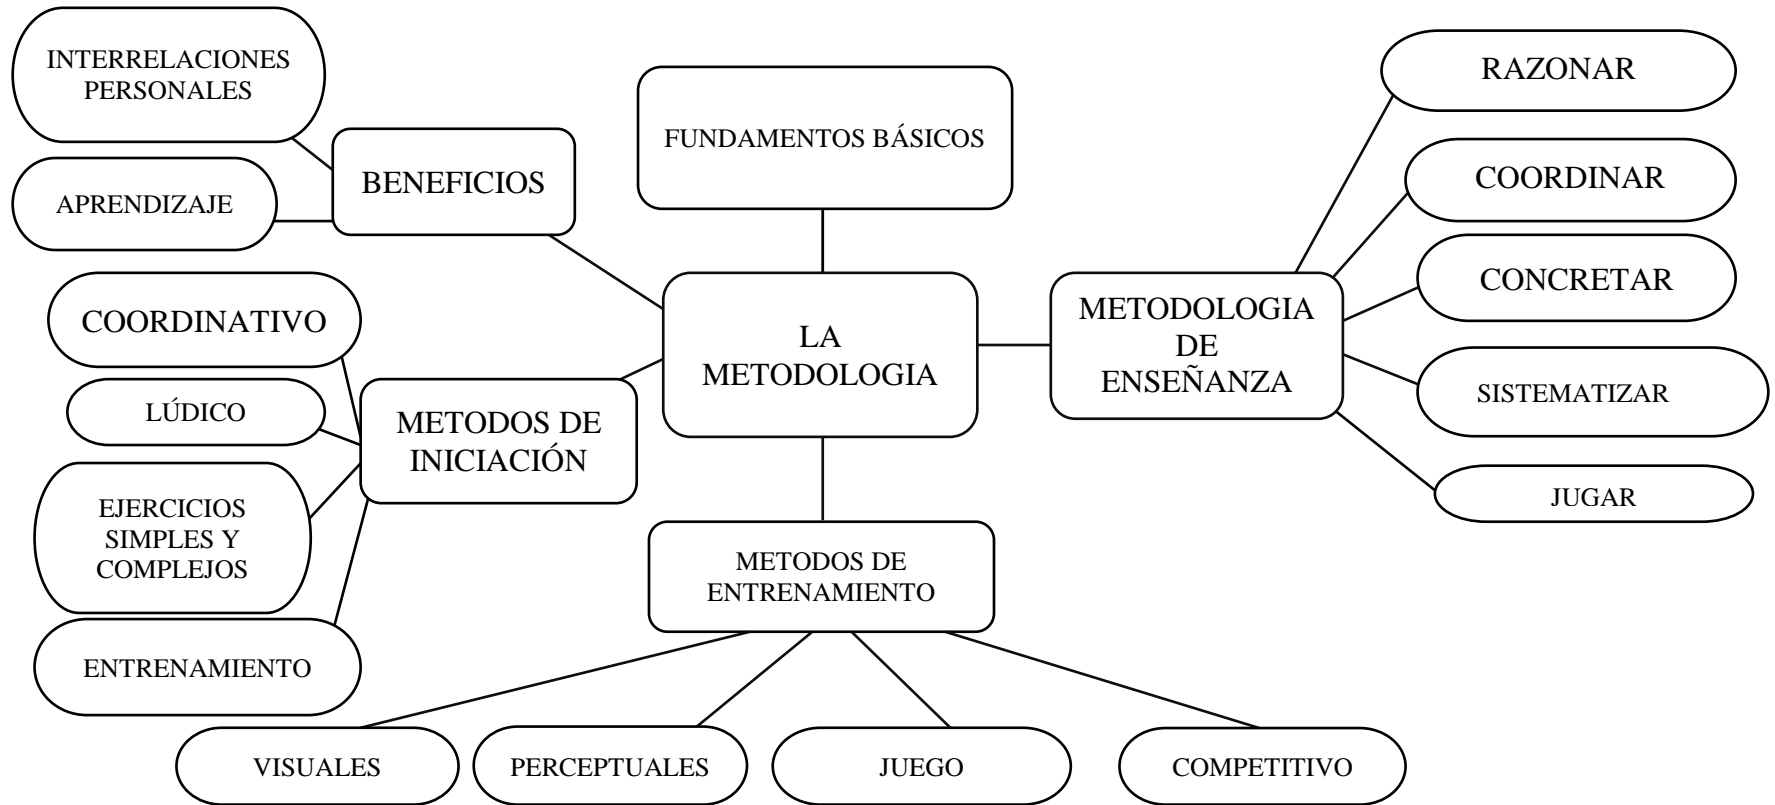 INTERRELACIONES
PERSONALES
APRENDIZAJE
BENEFICIOS
FUNDAMENTOS BÁSICOS
RAZONAR
COORDINAR
CONCRETAR
SISTEMATIZAR
JUGAR
METODOLOGIA
DE
ENSEÑANZA
LA
METODOLOGIA
COORDINATIVO
LÚDICO
EJERCICIOS
SIMPLES Y
COMPLEJOS
ENTRENAMIENTO
METODOS DE
INICIACIÓN
METODOS DE
ENTRENAMIENTO
VISUALES
PERCEPTUALES
JUEGO
COMPETITIVO